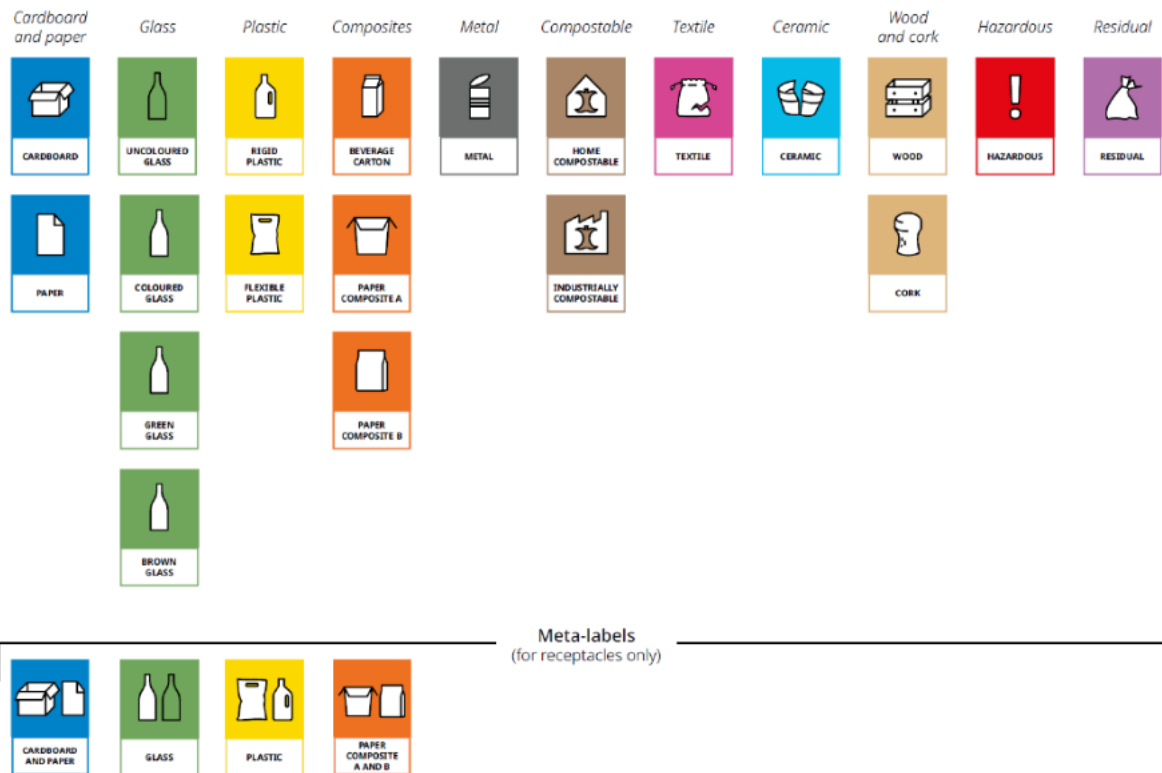 Cardboard
and paper
Glass
Plastic
Composites
Metal
Compostable
Textile
Ceramic
Wood
and cork
Hazardous
Residual
CARDBOARD
UNCOLOURED
GLASS
RIGID
PLASTIC
BEVERAGE
CARTON
METAL
HOME
COMPOSTABLE
TEXTILE
CERAMIC
WOOD
HAZARDOUS
RESIDUAL
PAPER
COLOURED
GLASS
FLEXIBLE
PLASTIC
PAPER
COMPOSITE A
INDUSTRIALLY
COMPOSTABLE
CORK
GREEN
GLASS
PAPER
COMPOSITE B
BROWN
GLASS
Meta-labels
(for receptacles only)
CARDBOARD
AND PAPER
GLASS
PLASTIC
PAPER
COMPOSITE
A AND B